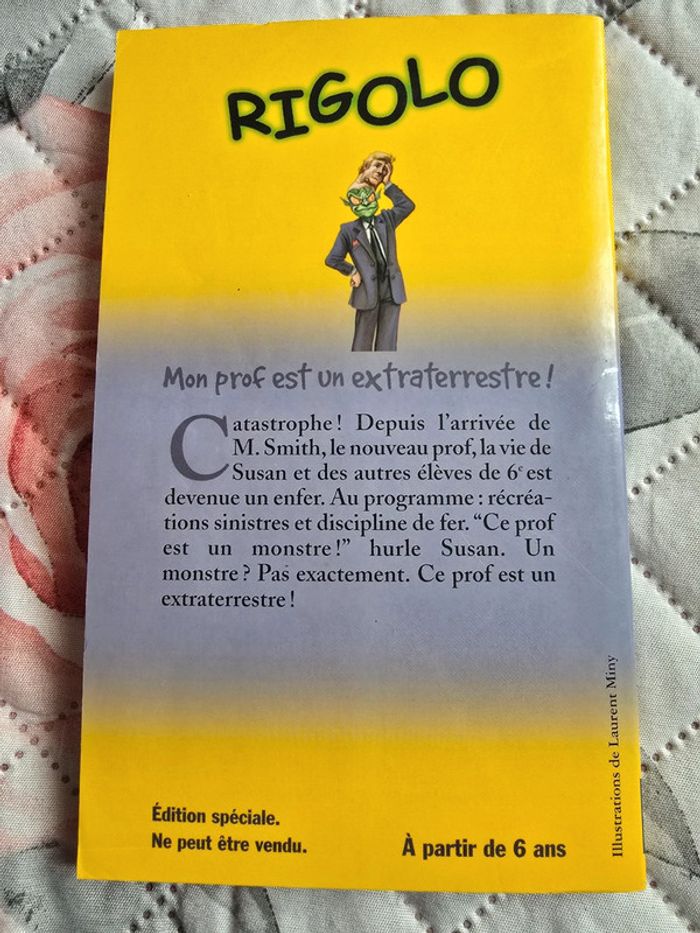 RIGOLO
Mon prof est un extraterrestre !
Catastrophe ! Depuis l'arrivée de
M. Smith, le nouveau prof, la vie de
Susan et des autres élèves de 6e est
devenue un enfer. Au programme : récréa-
tions sinistres et discipline de fer. “Ce prof
est un monstre !” hurle Susan. Un
monstre ? Pas exactement. Ce prof est un
extraterrestre !
Illustrations de Laurent Miny
Édition spéciale.
Ne peut être vendu.
À partir de 6 ans